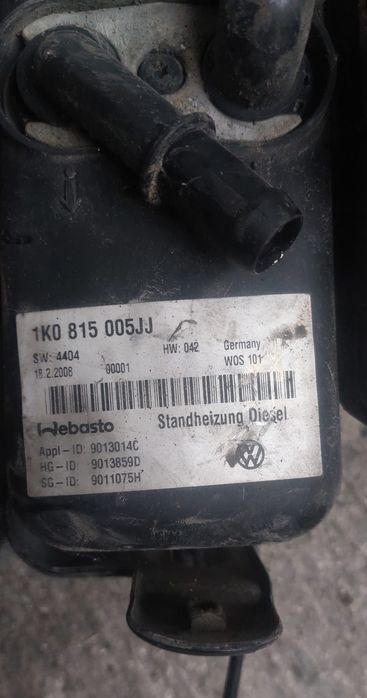 1K0 815 005JJ
SW: 4404 HW: 042 Germany
18.2.2008 00001 WOS 101
Webasto Standheizung Diesel
Appl-ID: 9013014C
HG-ID: 9013859D
SG-ID: 9011075H